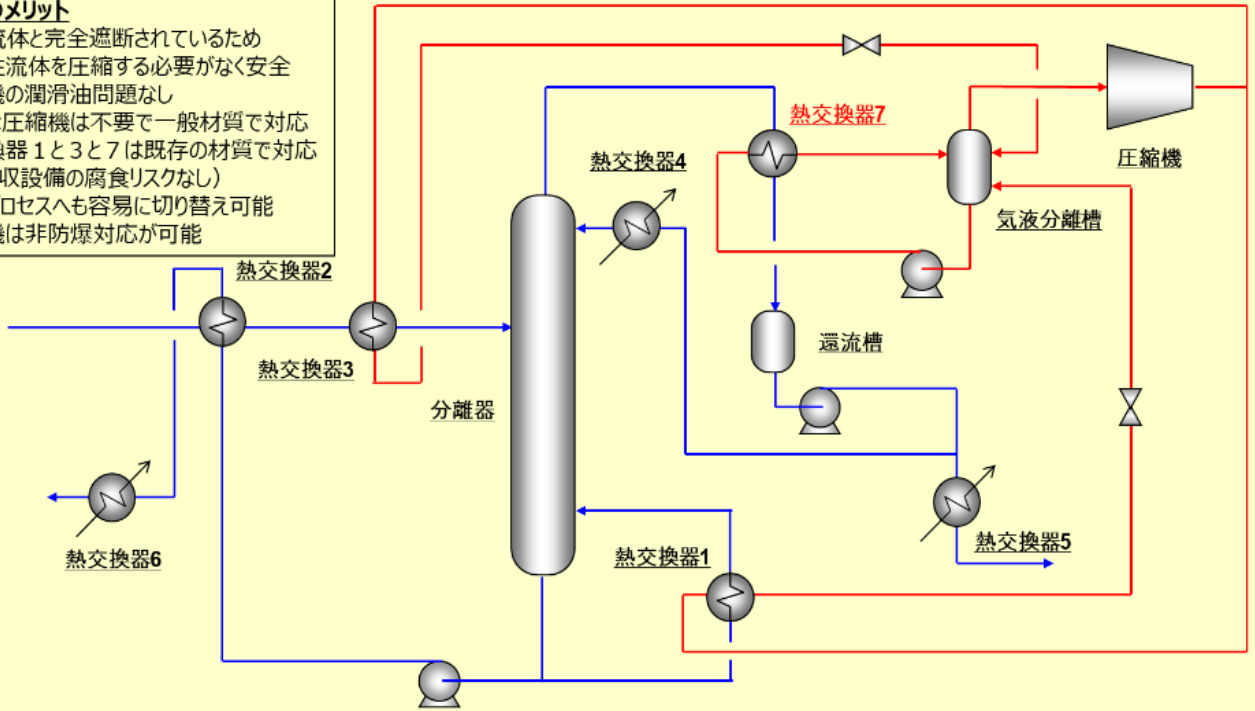 メリット
流体と完全遮断されているため
流体を圧縮する必要がなく安全
の潤滑油問題なし
圧縮機は不要で一般材質で対応
器１と３と７は既存の材質で対応
収設備の腐食リスクなし）
プロセスへも容易に切り替え可能
は非防爆対応が可能
熱交換器7
熱交換器4
圧縮機
気液分離槽
熱交換器2
還流槽
熱交換器3
分離器
熱交換器5
熱交換器1
熱交換器6